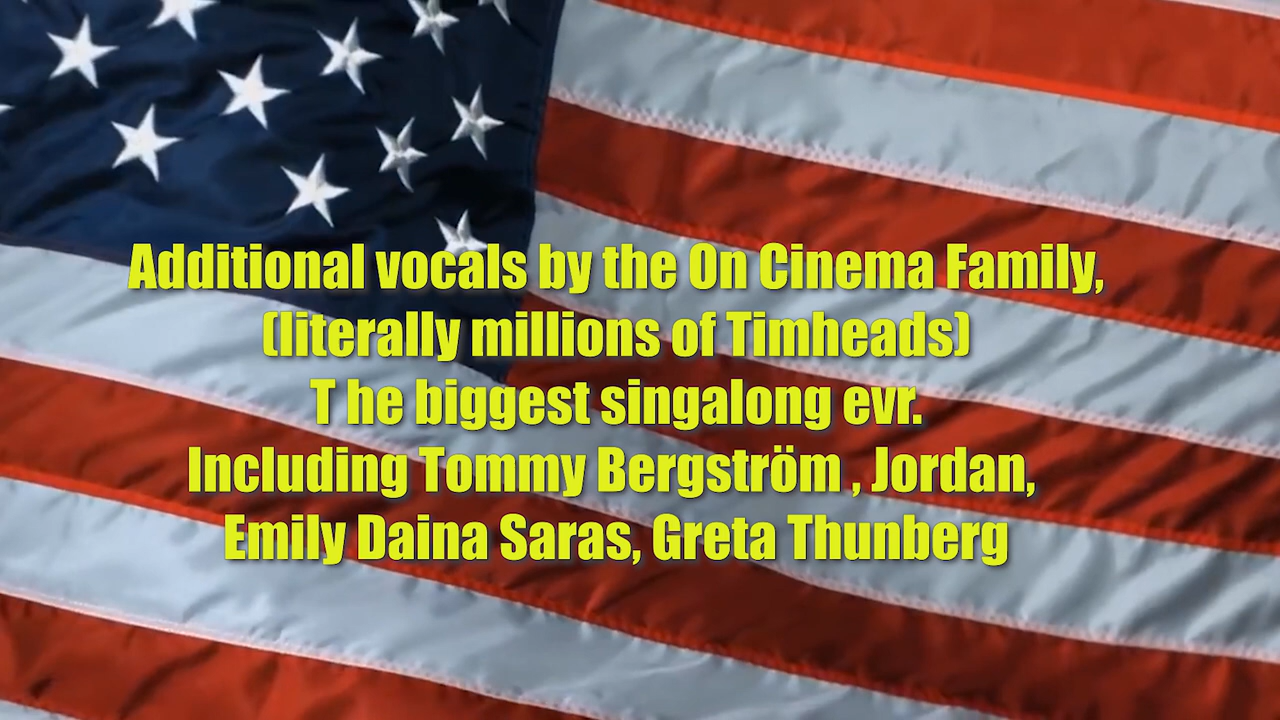 Additional vocals by the On Cinema Family,
(literally millions of Timheads)
T he biggest singalong evr.
Including Tommy Bergström , Jordan,
Emily Daina Saras, Greta Thunberg